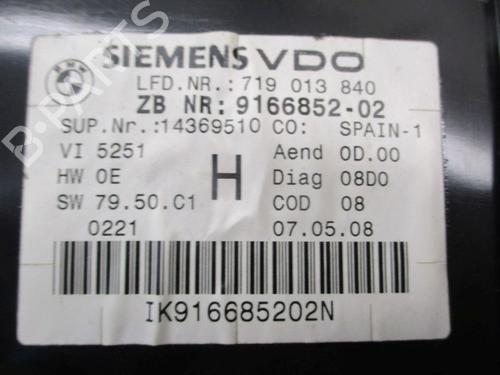 BMW
SIEMENS VDO
LFD.NR.:719 013 840
ZB NR:9166852-02
SUP.Nr.:14369510 CO: SPAIN-1
VI 5251 Aend 0D.00
HW 0E H Diag 08D0
SW 79.50.C1 COD 08
0221 07.05.08
IK916685202N
B-PARTS